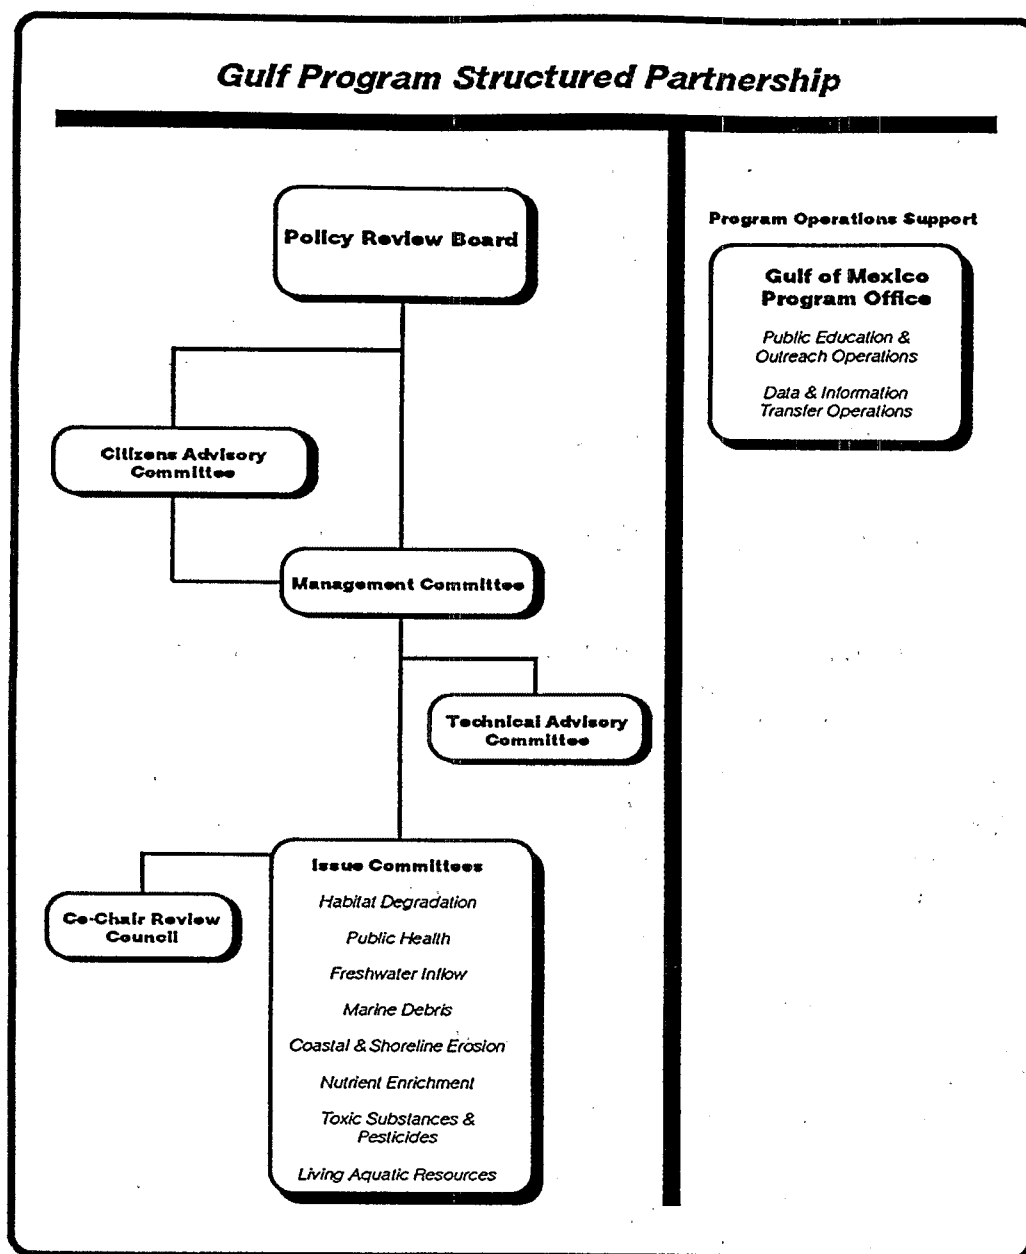 Gulf Program Structured Partnership
Policy Review Board
Citizens Advisory
Committee
Management Committee
Technical Advisory
Committee
Co-Chair Review
Council
Issue Committees
Habitat Degradation
Public Health
Freshwater Inflow
Marine Debris
Coastal & Shoreline Erosion
Nutrient Enrichment
Toxic Substances &
Pesticides
Living Aquatic Resources
Program Operations Support
Gulf of Mexico
Program Office
Public Education &
Outreach Operations
Data & Information
Transfer Operations